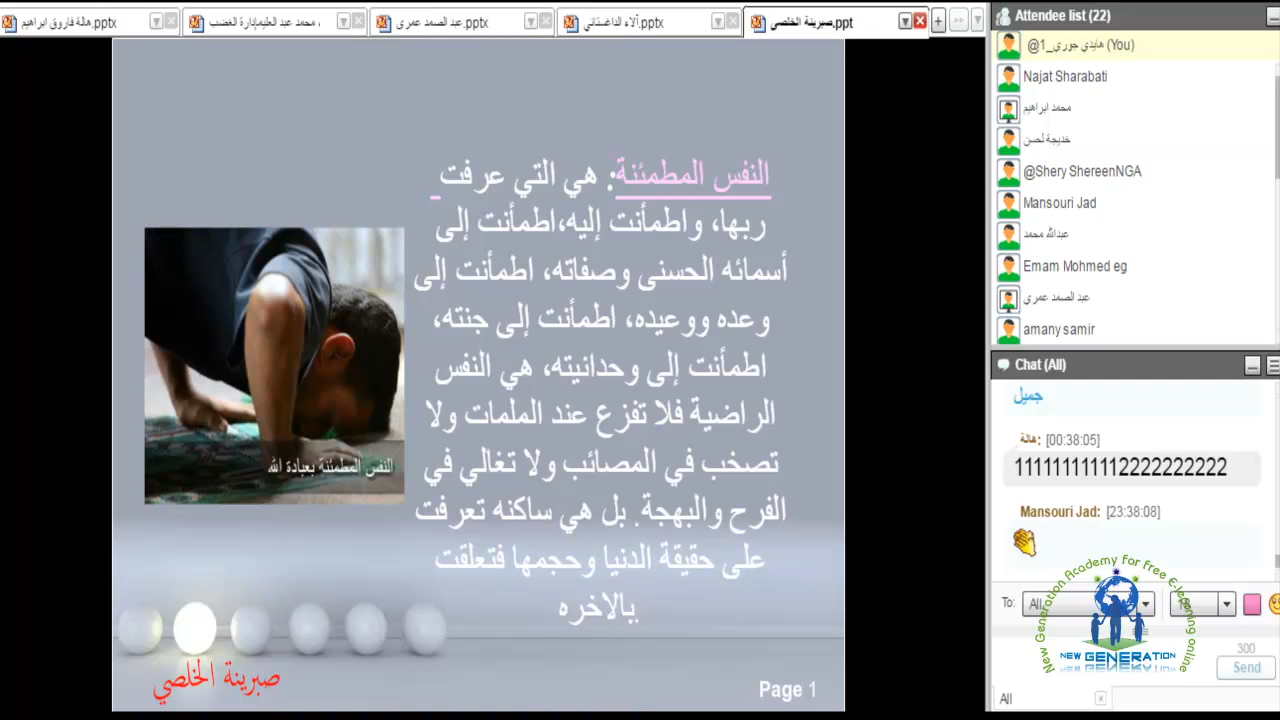 هالة فاروق ابراهيم.pptx
محمد عبد العليم|إدارة الغضب
عبد الصمد عمري.pptx
ألاء الداغستاني.pptx
صبرينة الخلصي.ppt
النفس المطمئنة: هي التي عرفت
ربها، واطمأنت إليه،اطمأنت إلى
أسمائه الحسنى وصفاته، اطمأنت إلى
وعده ووعيده، اطمأنت إلى جنته،
اطمأنت إلى وحدانيته، هي النفس
الراضية فلا تفزع عند الملمات ولا
تصخب في المصائب ولا تغالي في
الفرح والبهجة. بل هي ساكنه تعرفت
على حقيقة الدنيا وحجمها فتعلقت
بالاخره.
النفس المطمئنة بعبادة الله
صبرينة الخلصي
Page 1
Attendee list (22)
@هايدي جوري_1 (You)
Najat Sharabati
محمد ابراهيم
خديجة لحسن
@Shery ShereenNGA
Mansouri Jad
عبدالله محمد
Emam Mohmed eg
عبد الصمد عمري
amany samir
Chat (All)
جميل
هالة: [00:38:05]
1111111111112222222222
Mansouri Jad: [23:38:08]
To: All
300
Send
All
New Generation Academy for Free E-learning online
NEW GENERATION